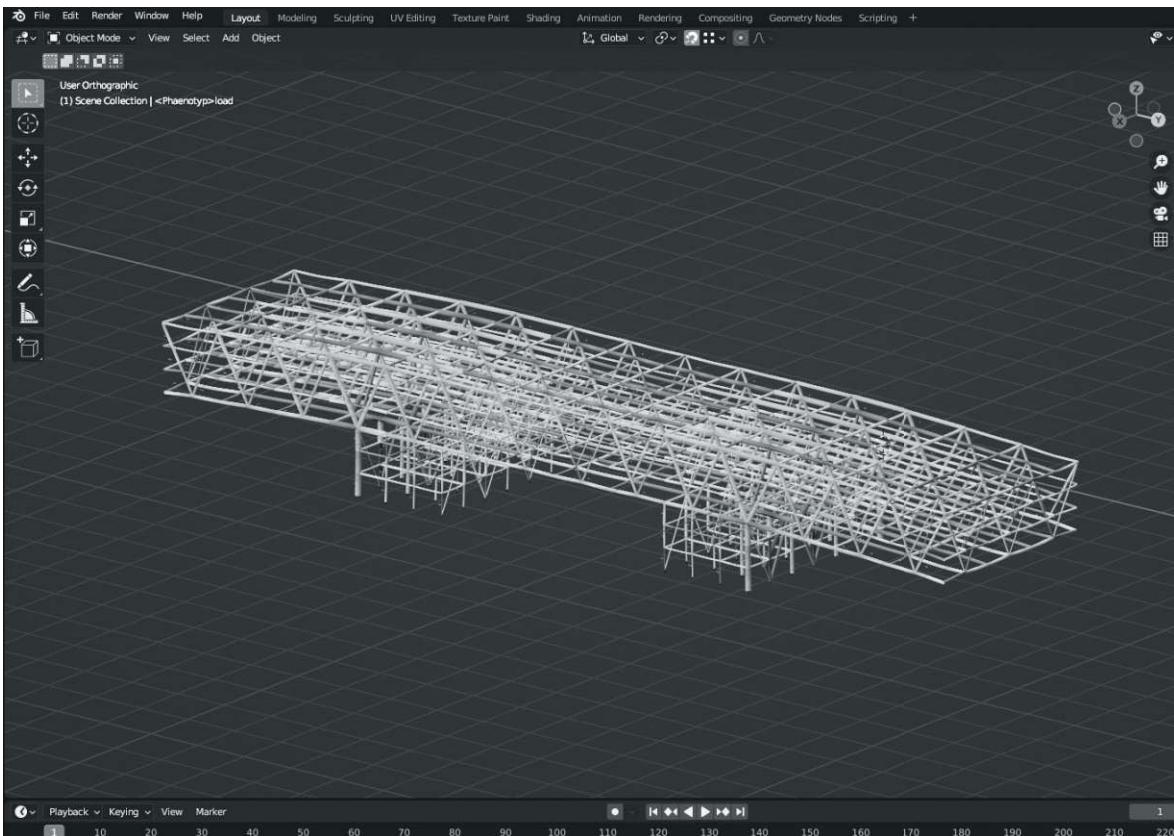 File Edit Render Window Help Layout Modeling Sculpting UV Editing Texture Paint Shading Animation Rendering Compositing Geometry Nodes Scripting +
Object Mode View Select Add Object Global
User Orthographic
(1) Scene Collection | <Phaenotyp>load
Z
X Y
Playback Keying View Marker 1
1 10 20 30 40 50 60 70 80 90 100 110 120 130 140 150 160 170 180 190 200 210 220